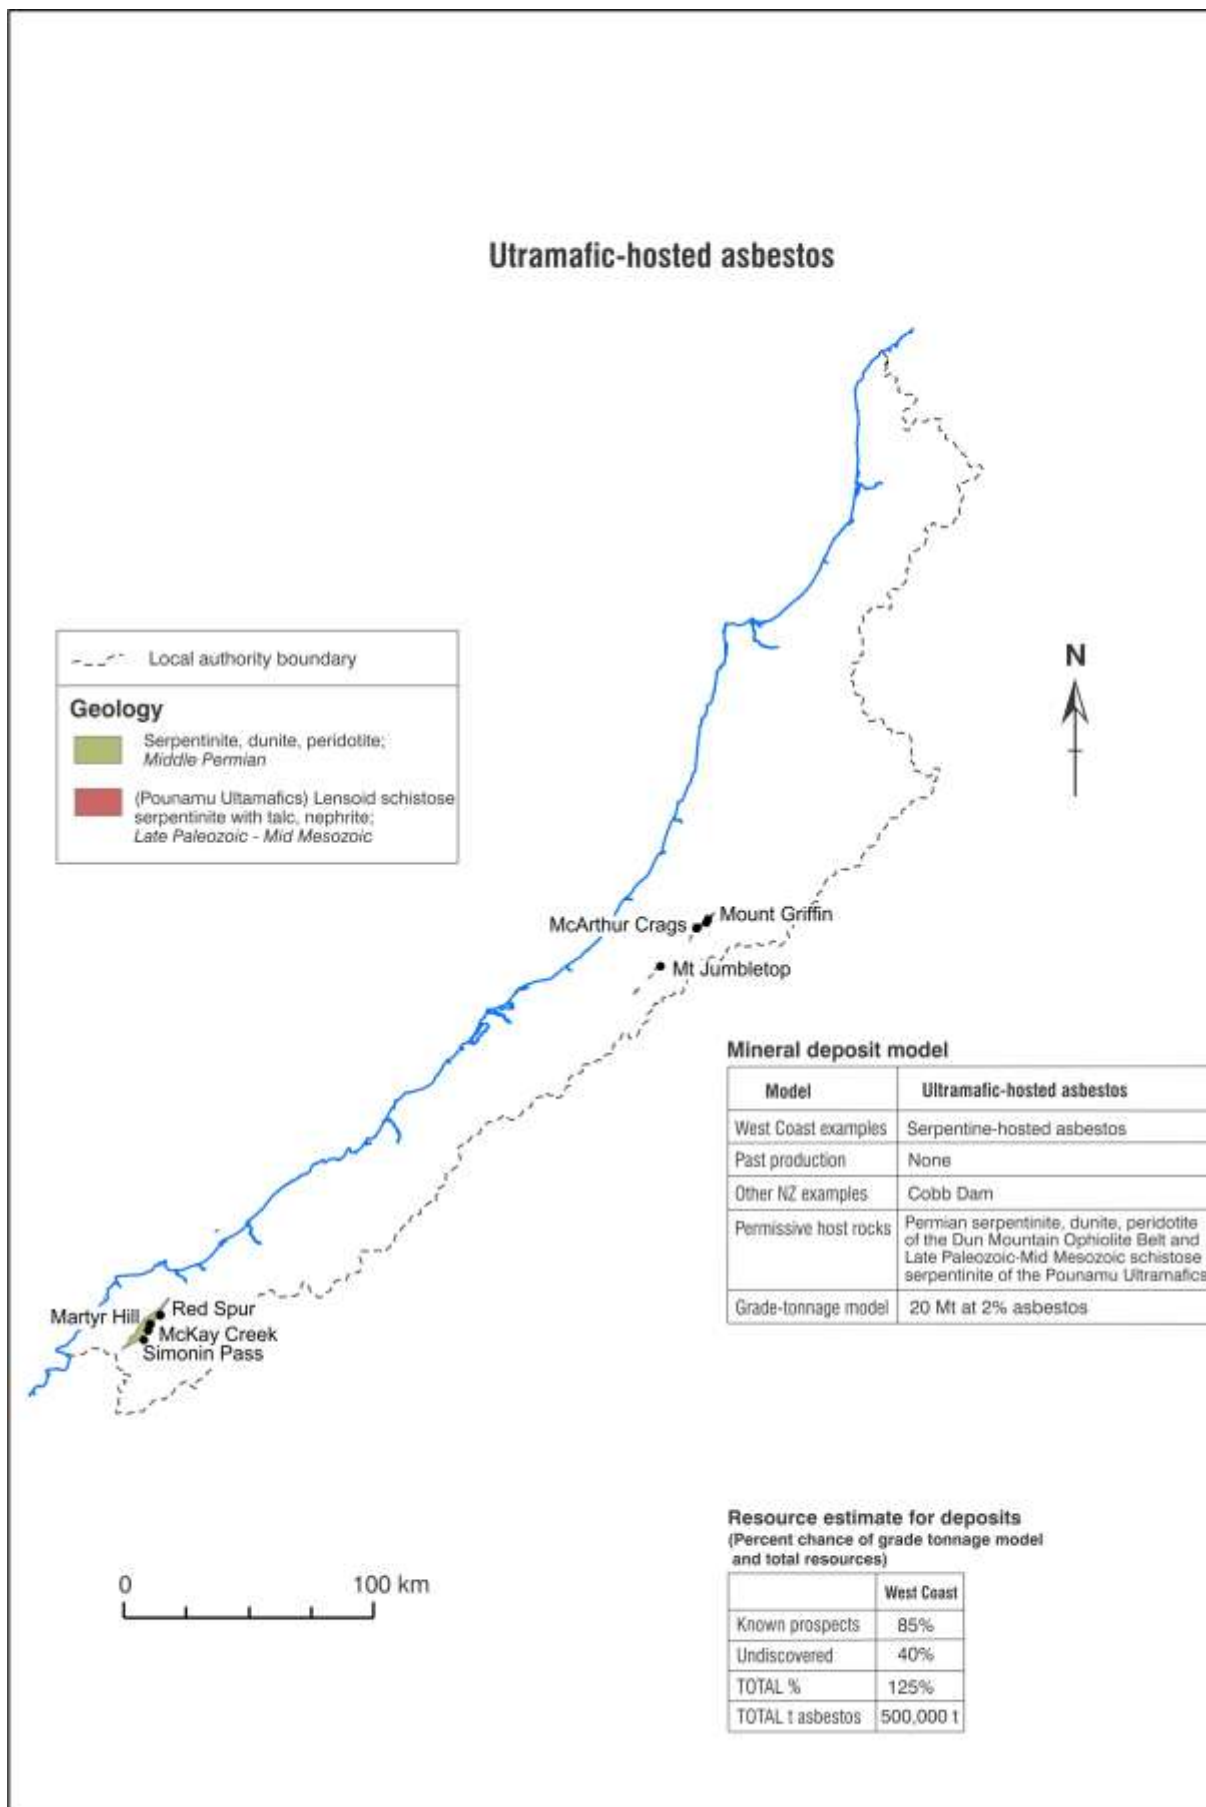 Utramafic-hosted asbestos
Local authority boundary
Geology
Serpentinite, dunite, peridotite;
Middle Permian
(Pounamu Ultamafics) Lensoid schistose
serpentinite with talc, nephrite;
Late Paleozoic - Mid Mesozoic
N
McArthur Crags
Mount Griffin
Mt Jumbletop
Martyr Hill
Red Spur
McKay Creek
Simonin Pass
Mineral deposit model
Model Ultramafic-hosted asbestos
West Coast examples Serpentine-hosted asbestos
Past production None
Other NZ examples Cobb Dam
Permissive host rocks Permian serpentinite, dunite, peridotite
of the Dun Mountain Ophiolite Belt and
Late Paleozoic-Mid Mesozoic schistose
serpentinite of the Pounamu Ultramafics
Grade-tonnage model 20 Mt at 2% asbestos
Resource estimate for deposits
(Percent chance of grade tonnage model
and total resources)
West Coast
Known prospects 85%
Undiscovered 40%
TOTAL % 125%
TOTAL t asbestos 500,000 t
0 100 km